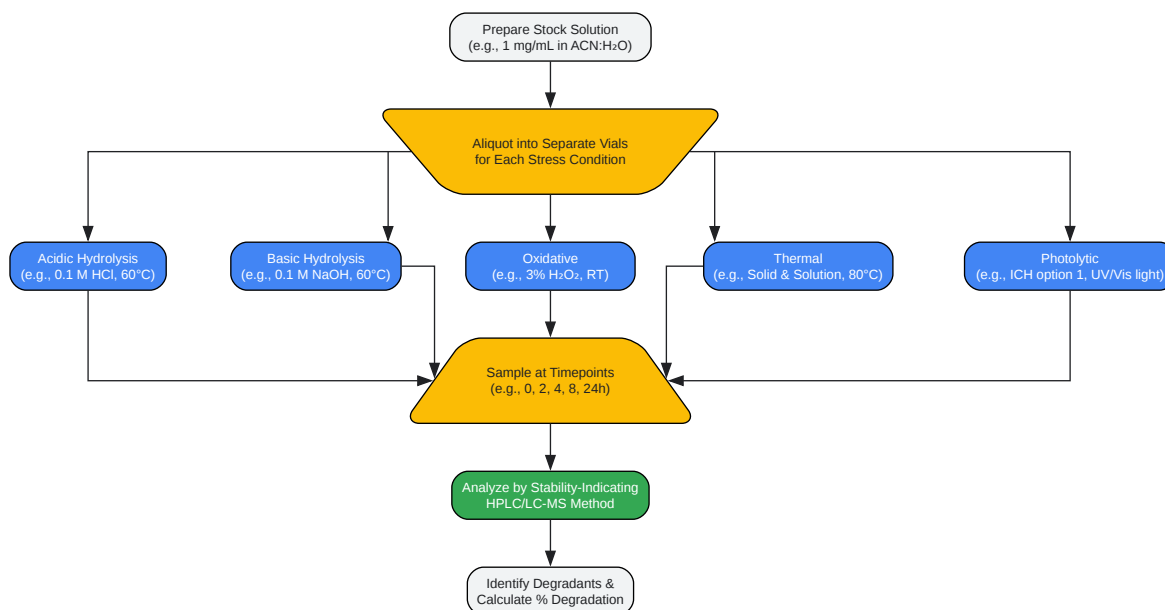 Prepare Stock Solution
(e.g., 1 mg/mL in ACN:H₂O)
Aliquot into Separate Vials
for Each Stress Condition
Acidic Hydrolysis
(e.g., 0.1 M HCl, 60°C)
Basic Hydrolysis
(e.g., 0.1 M NaOH, 60°C)
Oxidative
(e.g., 3% H₂O₂, RT)
Thermal
(e.g., Solid & Solution, 80°C)
Photolytic
(e.g., ICH option 1, UV/Vis light)
Sample at Timepoints
(e.g., 0, 2, 4, 8, 24h)
Analyze by Stability-Indicating
HPLC/LC-MS Method
Identify Degradants &
Calculate % Degradation